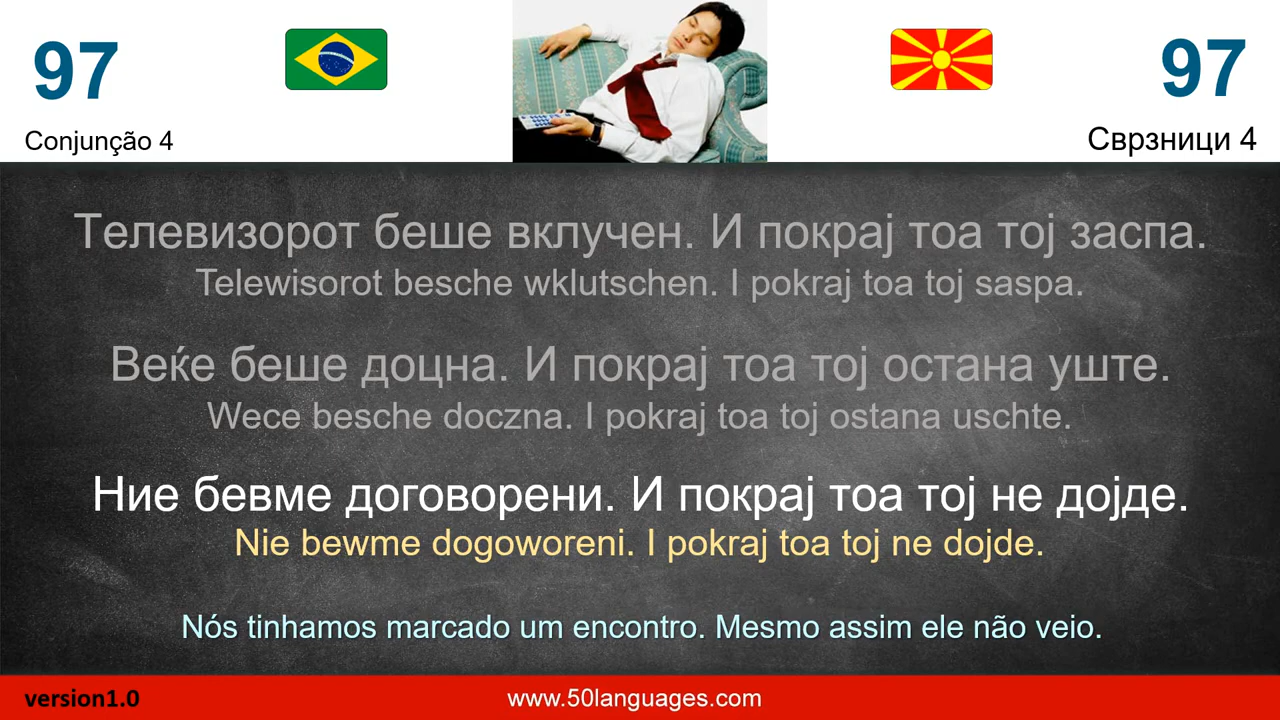 97
97
Conjunção 4
Сврзници 4
Телевизорот беше вклучен. И покрај тоа тој заспа.
Telewisorot besche wklutschen. I pokraj toa toj saspa.
Веќе беше доцна. И покрај тоа тој остана уште.
Wece besche doczna. I pokraj toa toj ostana uschte.
Ние бевме договорени. И покрај тоа тој не дојде.
Nie bewme dogoworeni. I pokraj toa toj ne dojde.
Nós tinhamos marcado um encontro. Mesmo assim ele não veio.
version1.0
www.50languages.com